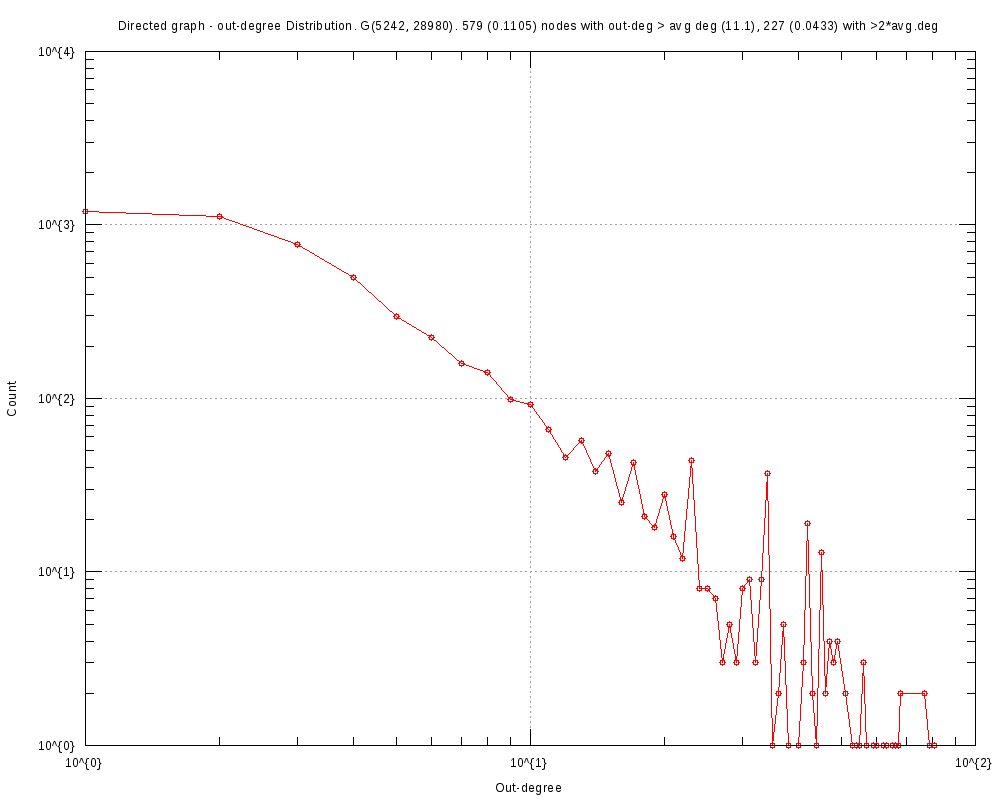 Directed graph - out-degree Distribution. G(5242, 28980). 579 (0.1105) nodes with out-deg > avg deg (11.1), 227 (0.0433) with >2*avg.deg
10^{4}
10^{3}
10^{2}
10^{1}
10^{0}
Count
10^{0}
10^{1}
10^{2}
Out-degree